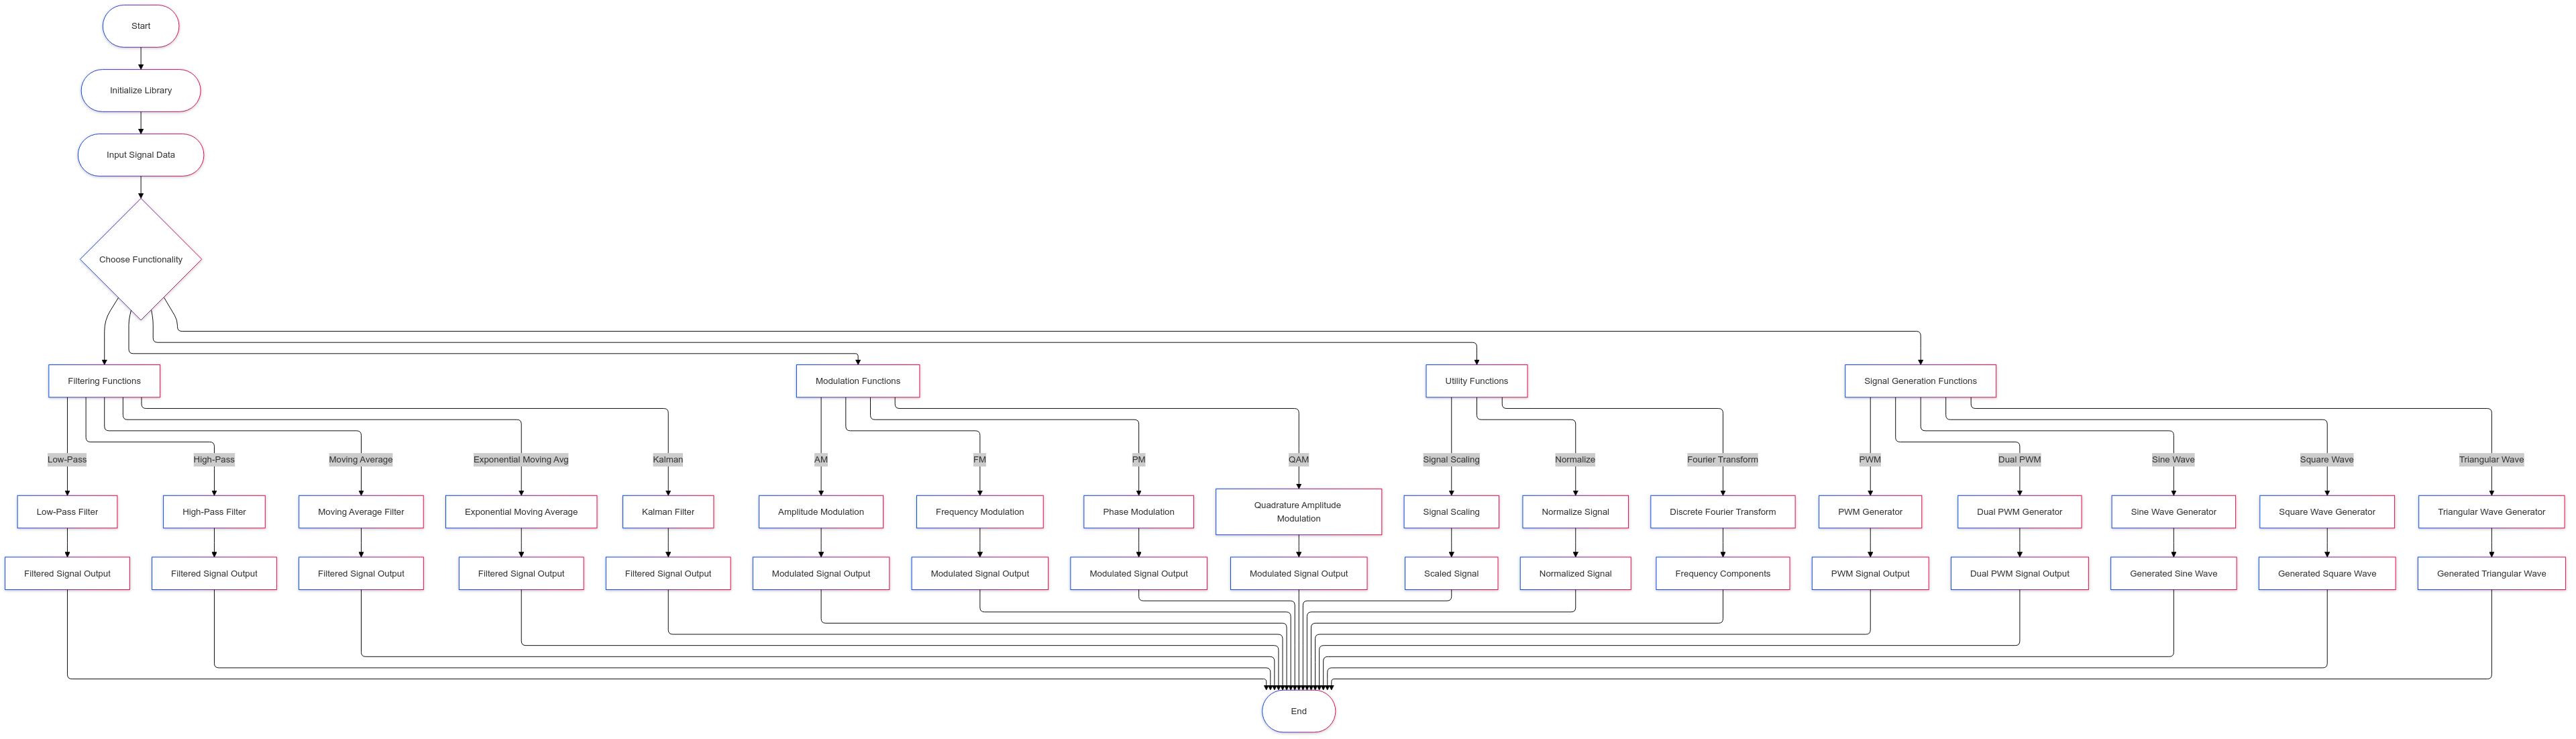 Start
Initialize Library
Input Signal Data
Choose Functionality
Filtering Functions
Modulation Functions
Utility Functions
Signal Generation Functions
Low-Pass
High-Pass
Moving Average
Exponential Moving Avg
Kalman
AM
FM
PM
QAM
Signal Scaling
Normalize
Fourier Transform
PWM
Dual PWM
Sine Wave
Square Wave
Triangular Wave
Low-Pass Filter
High-Pass Filter
Moving Average Filter
Exponential Moving Average
Kalman Filter
Amplitude Modulation
Frequency Modulation
Phase Modulation
Quadrature Amplitude
Modulation
Signal Scaling
Normalize Signal
Discrete Fourier Transform
PWM Generator
Dual PWM Generator
Sine Wave Generator
Square Wave Generator
Triangular Wave Generator
Filtered Signal Output
Filtered Signal Output
Filtered Signal Output
Filtered Signal Output
Filtered Signal Output
Modulated Signal Output
Modulated Signal Output
Modulated Signal Output
Modulated Signal Output
Scaled Signal
Normalized Signal
Frequency Components
PWM Signal Output
Dual PWM Signal Output
Generated Sine Wave
Generated Square Wave
Generated Triangular Wave
End